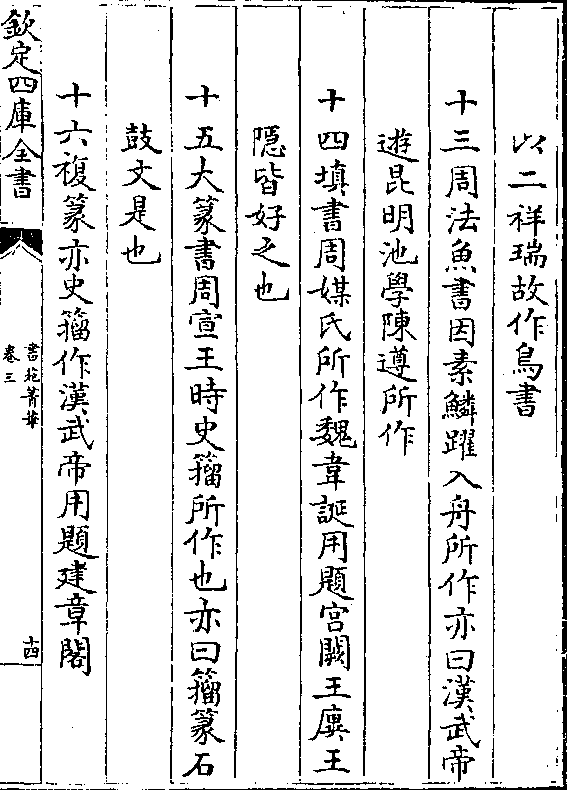 以二祥瑞故作鳥書
十三周法魚書因素鱗躍入舟所作亦曰漢武帝
遊昆明池學陳遵所作
十四填書周媒氏所作魏韋誕用題宫闕王廙王
隱皆好之也
十五大篆書周宣王時史籀所作也亦曰籀篆石
鼓文是也
十六複篆亦史籀作漢武帝用題建章閣
欽定四庫全書
書苑菁華
卷三
十四